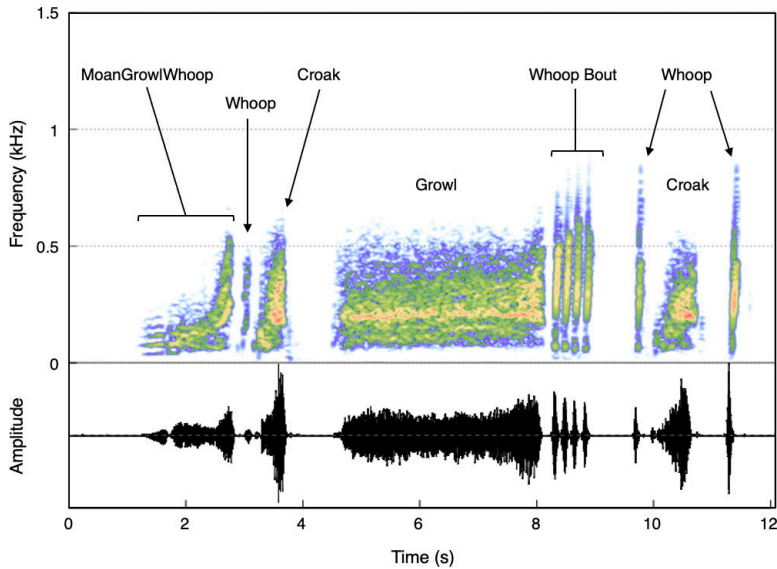 1.5
MoanGrowlWhoop
Croak
Whoop Bout
Whoop
Whoop
1
Growl
Croak
Frequency (kHz)
0.5
0
Amplitude
0
2
4
6
8
10
12
Time (s)